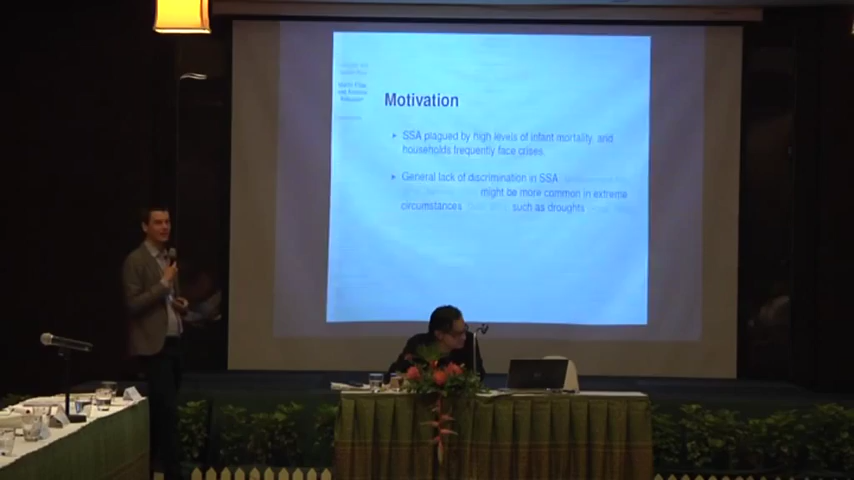 Motivation
▸ SSA plagued by high levels of infant mortality, and
households frequently face crises.
▸ General lack of discrimination in SSA
might be more common in extreme
circumstances such as droughts